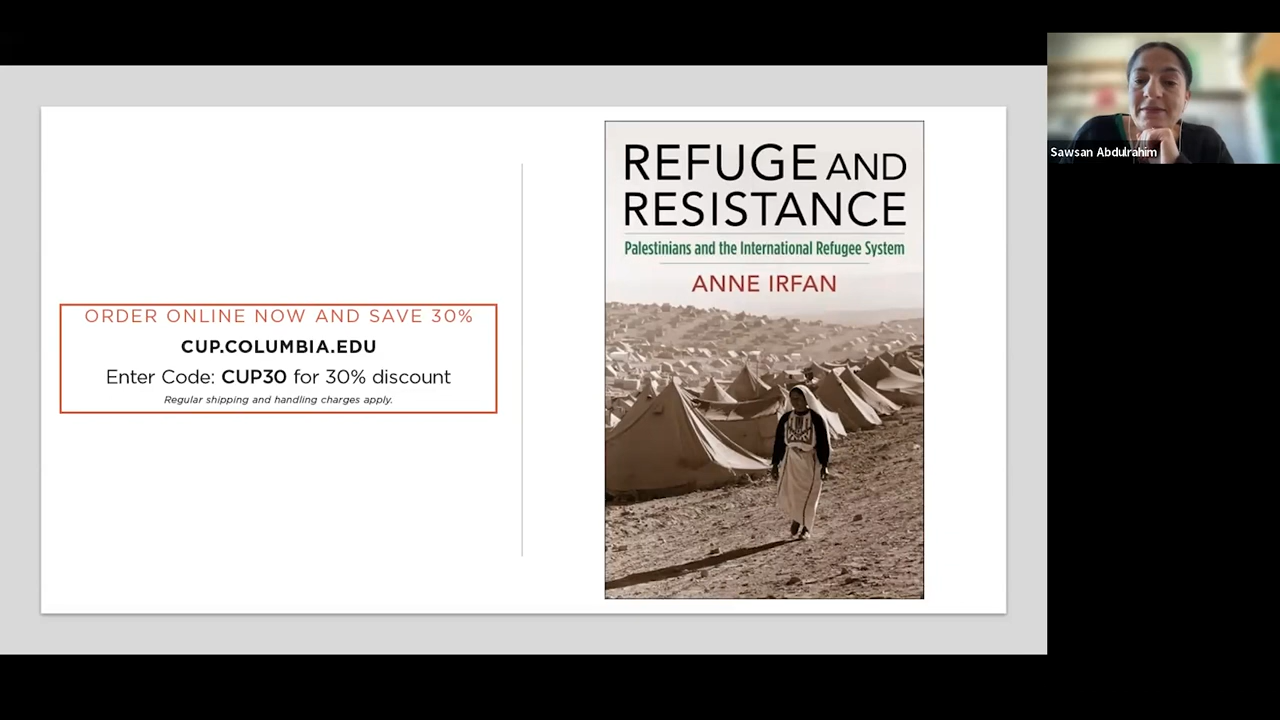 ORDER ONLINE NOW AND SAVE 30%
CUP.COLUMBIA.EDU
Enter Code: CUP30 for 30% discount
Regular shipping and handling charges apply.
REFUGE AND
RESISTANCE
Palestinians and the International Refugee System
ANNE IRFAN
Sawsan Abdulrahim